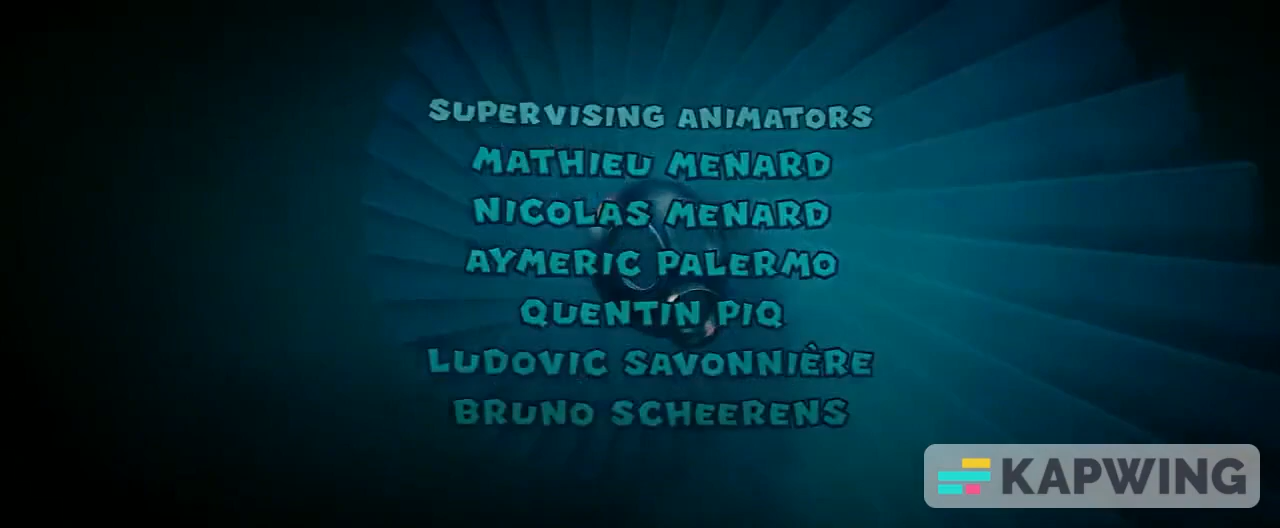 SUPERVISING ANIMATORS
MATHIEU MENARD
NICOLAS MENARD
AYMERIC PALERMO
QUENTIN PIQ
LUDOVIC SAVONNIÈRE
BRUNO SCHEERENS
KAPWING